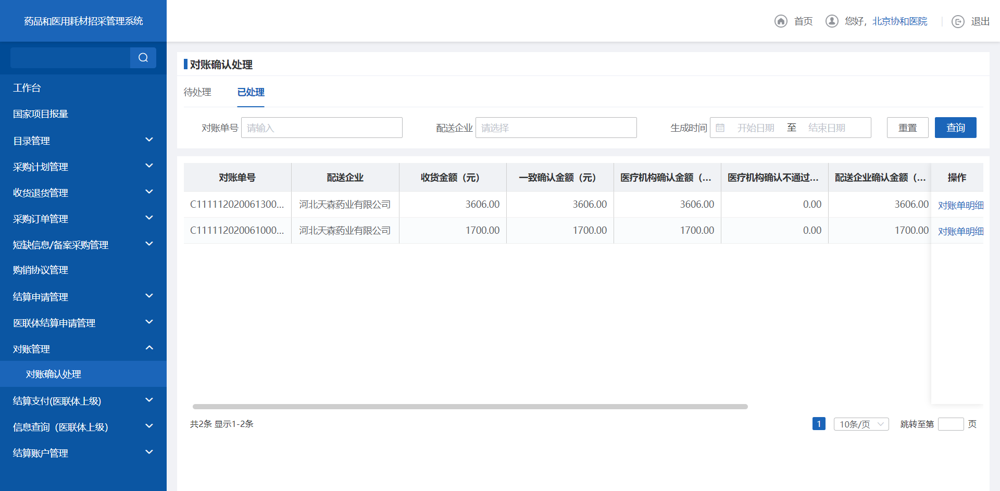 药品和医用耗材招采管理系统
首页 您好，北京协和医院 退出
工作台
国家项目报量
目录管理
采购计划管理
收货退货管理
采购订单管理
短缺信息/备案采购管理
购销协议管理
结算申请管理
医联体结算申请管理
对账管理
对账确认处理
结算支付(医联体上级)
信息查询（医联体上级）
结算账户管理
对账确认处理
待处理 已处理
对账单号 请输入 配送企业 请选择 生成时间 开始日期 至 结束日期 重置 查询
对账单号 配送企业 收货金额（元） 一致确认金额（元） 医疗机构确认金额（... 医疗机构确认不通过... 配送企业确认金额（... 操作
C111112020061300... 河北天森药业有限公司 3606.00 3606.00 3606.00 0.00 3606.00 对账单明细
C111112020061000... 河北天森药业有限公司 1700.00 1700.00 1700.00 0.00 1700.00 对账单明细
共2条 显示1-2条 1 10条/页 跳转至第 页